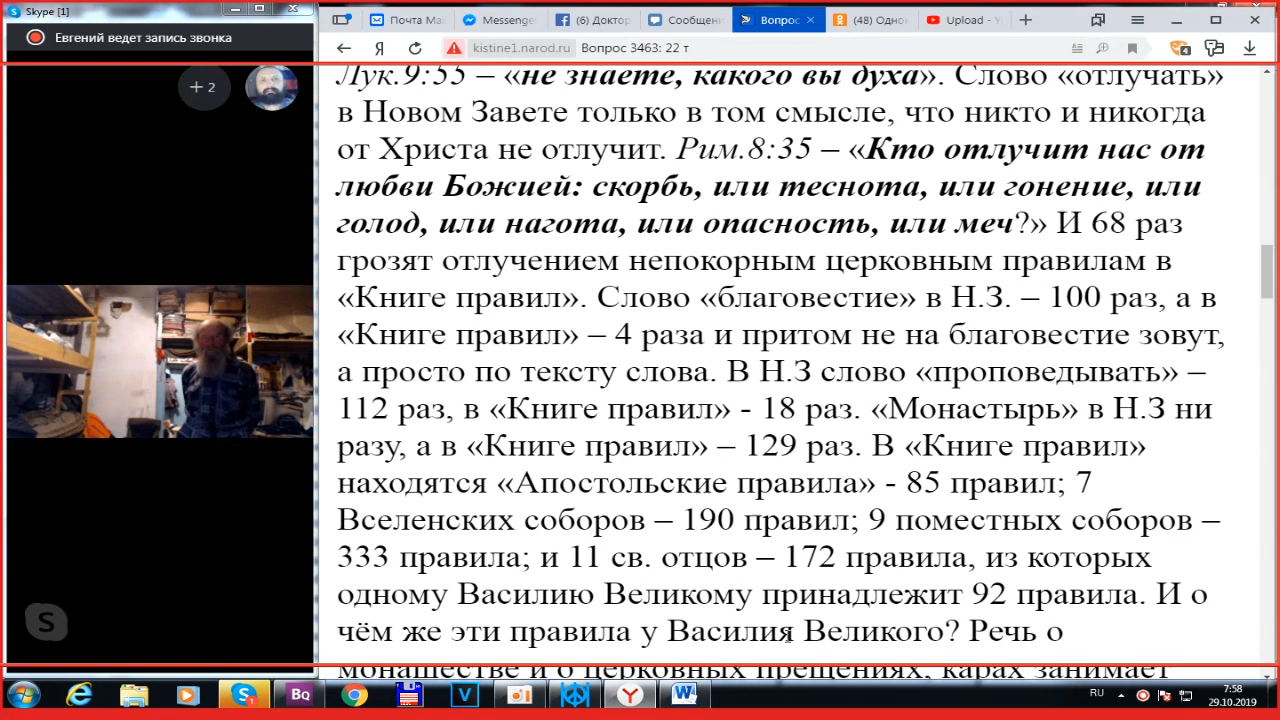 Skype [1]
Евгений ведет запись звонка
+ 2
Почта Ма
Messenge
(6) Доктор
Сообщен
Вопрос
(48) Одно
Upload - Y
Я
kistine1.narod.ru
Вопрос 3463: 22 т
Лук.9:55 – «не знаете, какого вы духа». Слово «отлучать»
в Новом Завете только в том смысле, что никто и никогда
от Христа не отлучит. Рим.8:35 – «Кто отлучит нас от
любви Божией: скорбь, или теснота, или гонение, или
голод, или нагота, или опасность, или меч?» И 68 раз
грозят отлучением непокорным церковным правилам в
«Книге правил». Слово «благовестие» в Н.З. – 100 раз, а в
«Книге правил» – 4 раза и притом не на благовестие зовут,
а просто по тексту слова. В Н.З слово «проповедывать» –
112 раз, в «Книге правил» - 18 раз. «Монастырь» в Н.З ни
разу, а в «Книге правил» – 129 раз. В «Книге правил»
находятся «Апостольские правила» - 85 правил; 7
Вселенских соборов – 190 правил; 9 поместных соборов –
333 правила; и 11 св. отцов – 172 правила, из которых
одному Василию Великому принадлежит 92 правила. И о
чём же эти правила у Василия Великого? Речь о
монашестве и о церковных прещениях, карах занимает
S
Bq
RU
7:58
29.10.2019